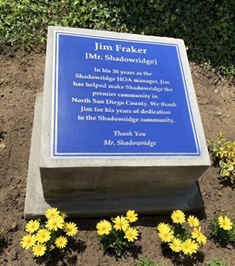 Jim Fraker
[Mr. Shadowridge]
In his 36 years as the
Shadowridge HOA manager, Jim
has helped make Shadowridge the
premier community in
North San Diego County. We thank
Jim for his years of dedication
to the Shadowridge community.
Thank You
Mr. Shadowridge